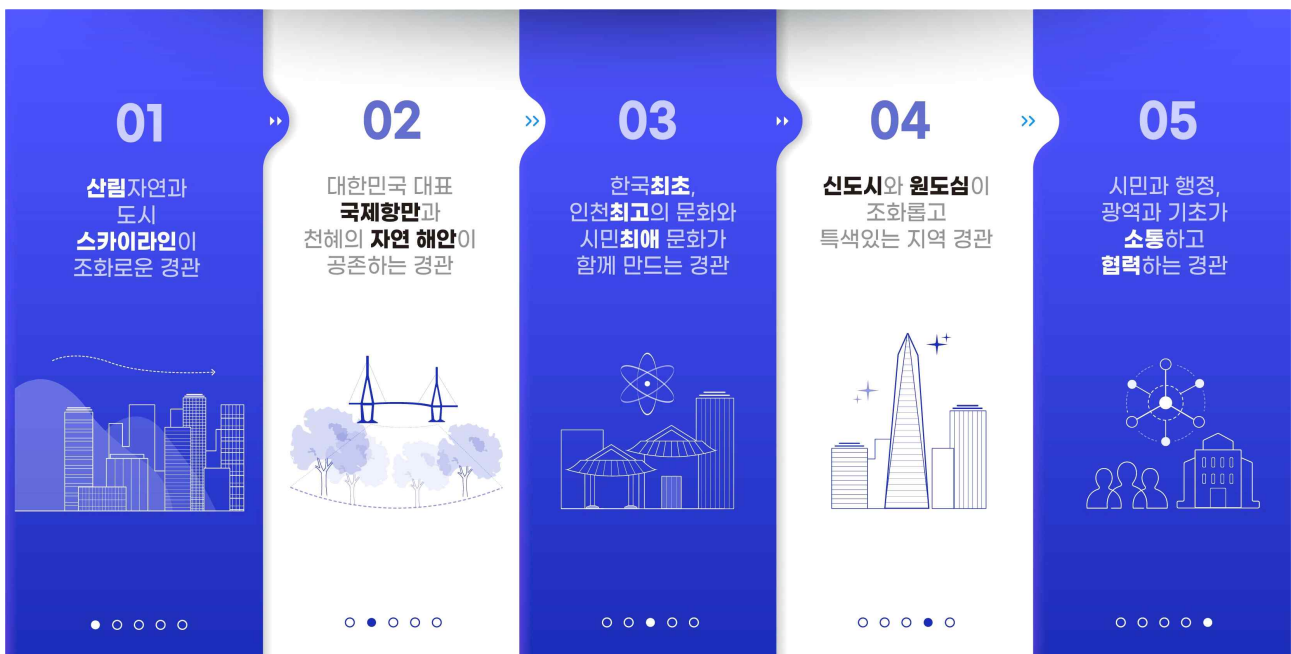 01
산림자연과
도시
스카이라인이
조화로운 경관
02
대한민국 대표
국제항만과
천혜의 자연 해안이
공존하는 경관
03
한국최초,
인천최고의 문화와
시민최애 문화가
함께 만드는 경관
04
신도시와 원도심이
조화롭고
특색있는 지역 경관
05
시민과 행정,
광역과 기초가
소통하고
협력하는 경관